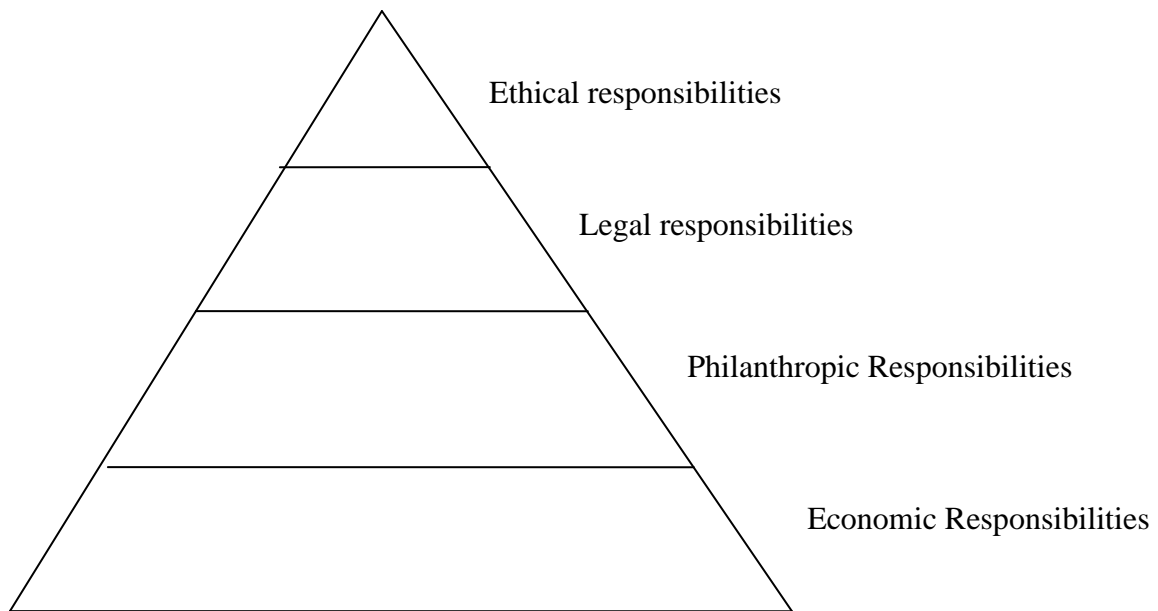 Ethical responsibilities
Legal responsibilities
Philanthropic Responsibilities
Economic Responsibilities